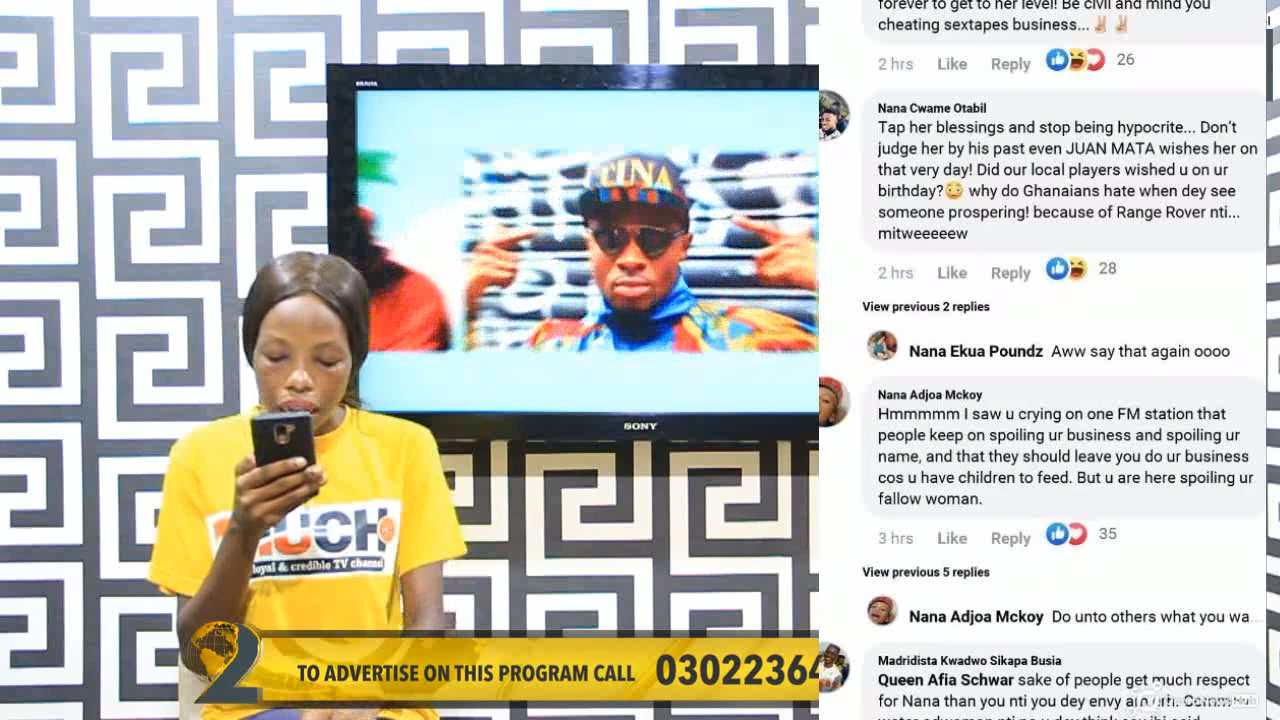 BRAVIA
SONY
TOUCH
loyal & credible TV channel
2
TO ADVERTISE ON THIS PROGRAM CALL 03022364
forever to get to her level! Be civil and mind you
cheating sextapes business...✌🏼✌🏼
2 hrs Like Reply 26
Nana Cwame Otabil
Tap her blessings and stop being hypocrite... Don't
judge her by his past even JUAN MATA wishes her on
that very day! Did our local players wished u on ur
birthday?😳 why do Ghanaians hate when dey see
someone prospering! because of Range Rover nti...
mitweeeeew
2 hrs Like Reply 28
View previous 2 replies
Nana Ekua Poundz Aww say that again oooo
Nana Adjoa Mckoy
Hmmmmm I saw u crying on one FM station that
people keep on spoiling ur business and spoiling ur
name, and that they should leave you do ur business
cos u have children to feed. But u are here spoiling ur
fallow woman.
3 hrs Like Reply 35
View previous 5 replies
Nana Adjoa Mckoy Do unto others what you wa...
Madridista Kwadwo Sikapa Busia
Queen Afia Schwar sake of people get much respect
for Nana than you nti you dey envy